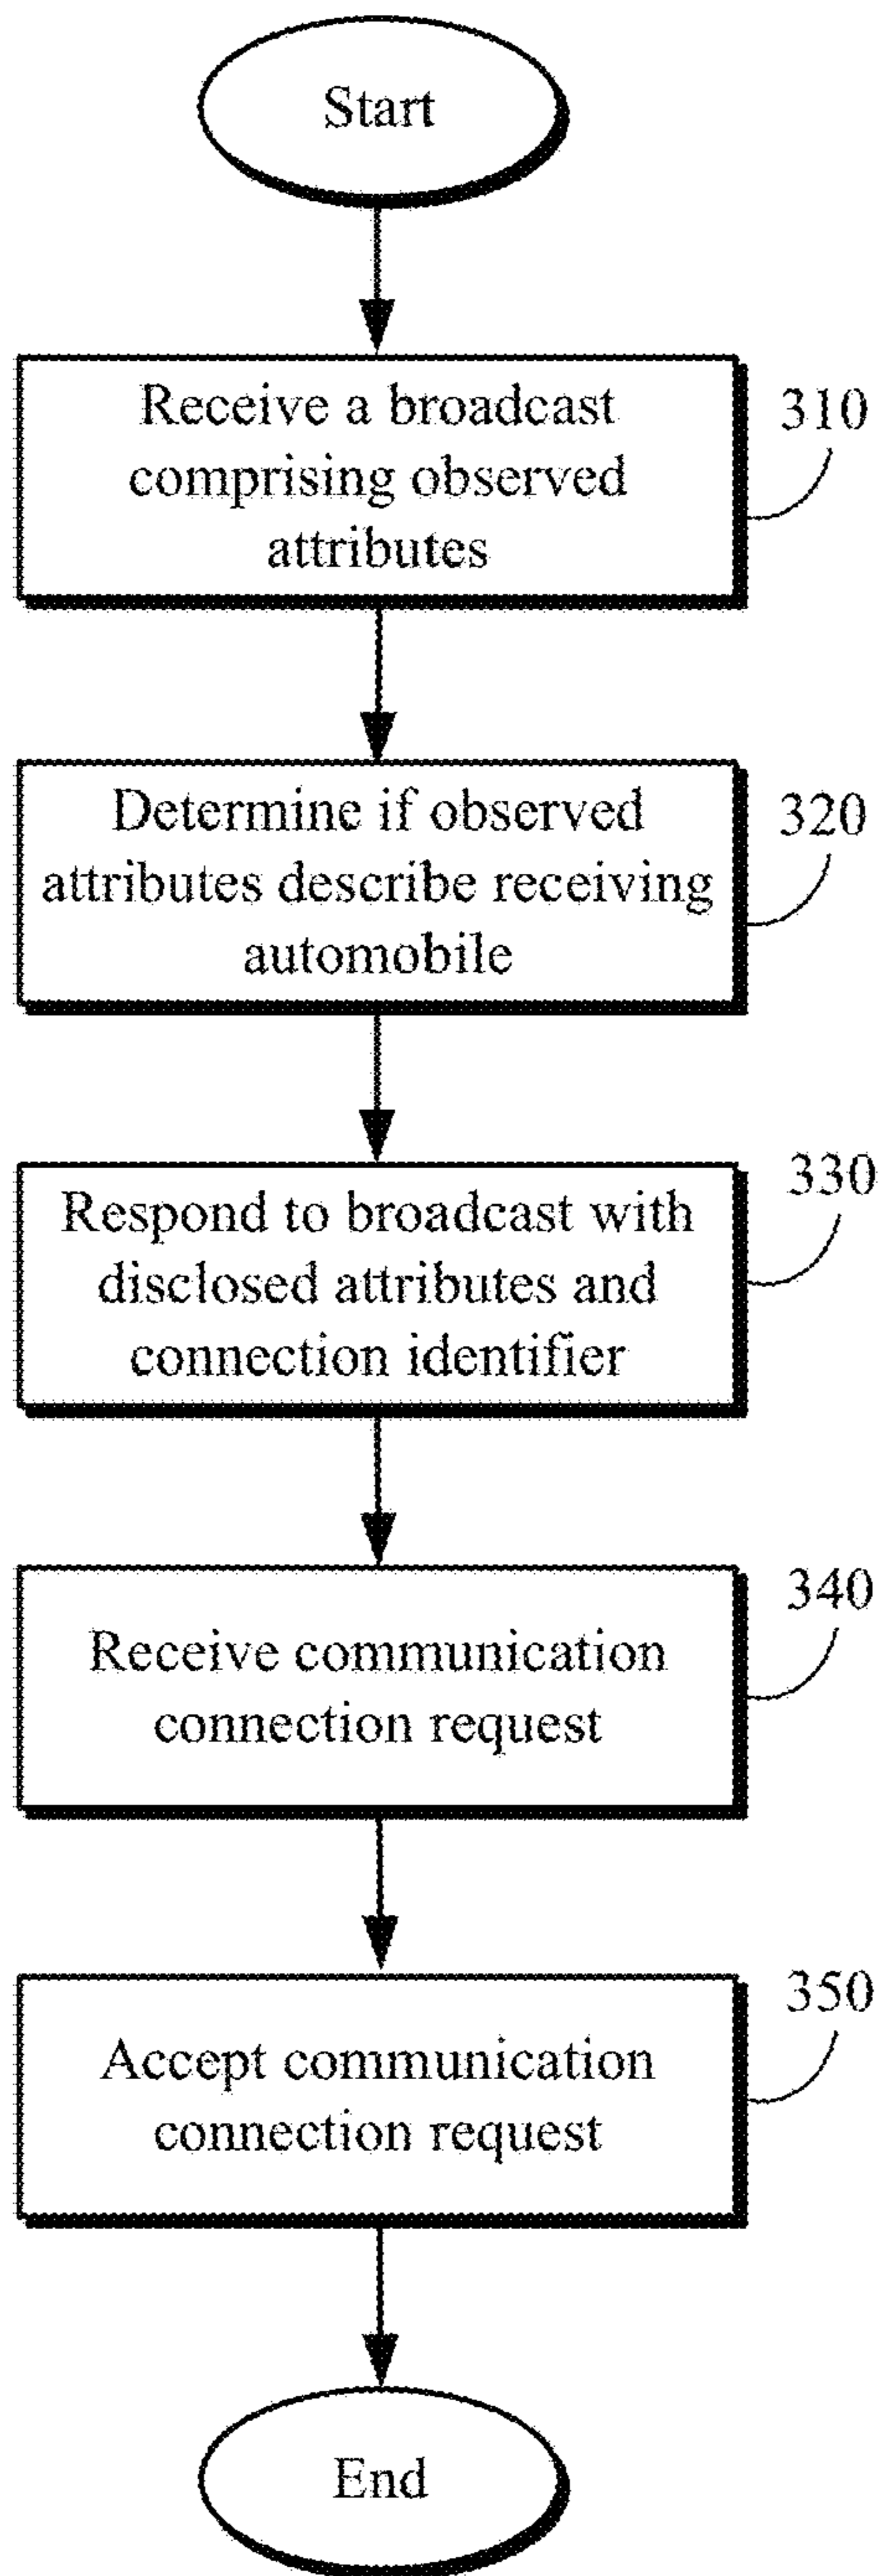 Start
Receive a broadcast
comprising observed
attributes
310
Determine if observed
attributes describe receiving
automobile
320
Respond to broadcast with
disclosed attributes and
connection identifier
330
Receive communication
connection request
340
Accept communication
connection request
350
End